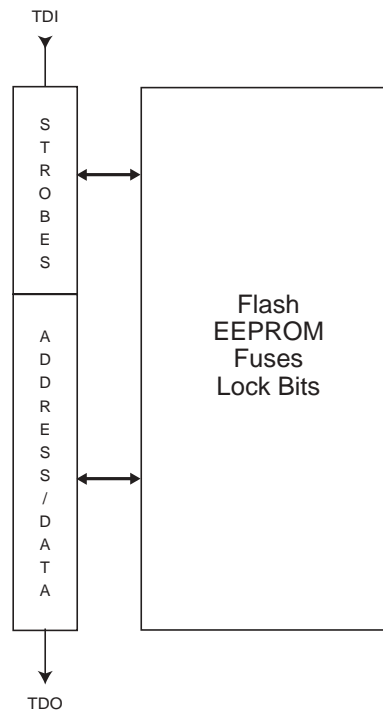 TDI
STROBES
ADDRESS/DATA
Flash
EEPROM
Fuses
Lock Bits
TDO